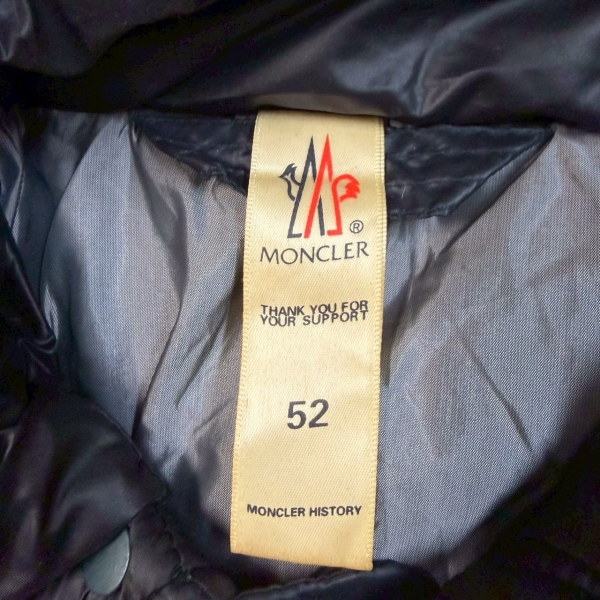 ®
MONCLER
THANK YOU FOR
YOUR SUPPORT
52
MONCLER HISTORY